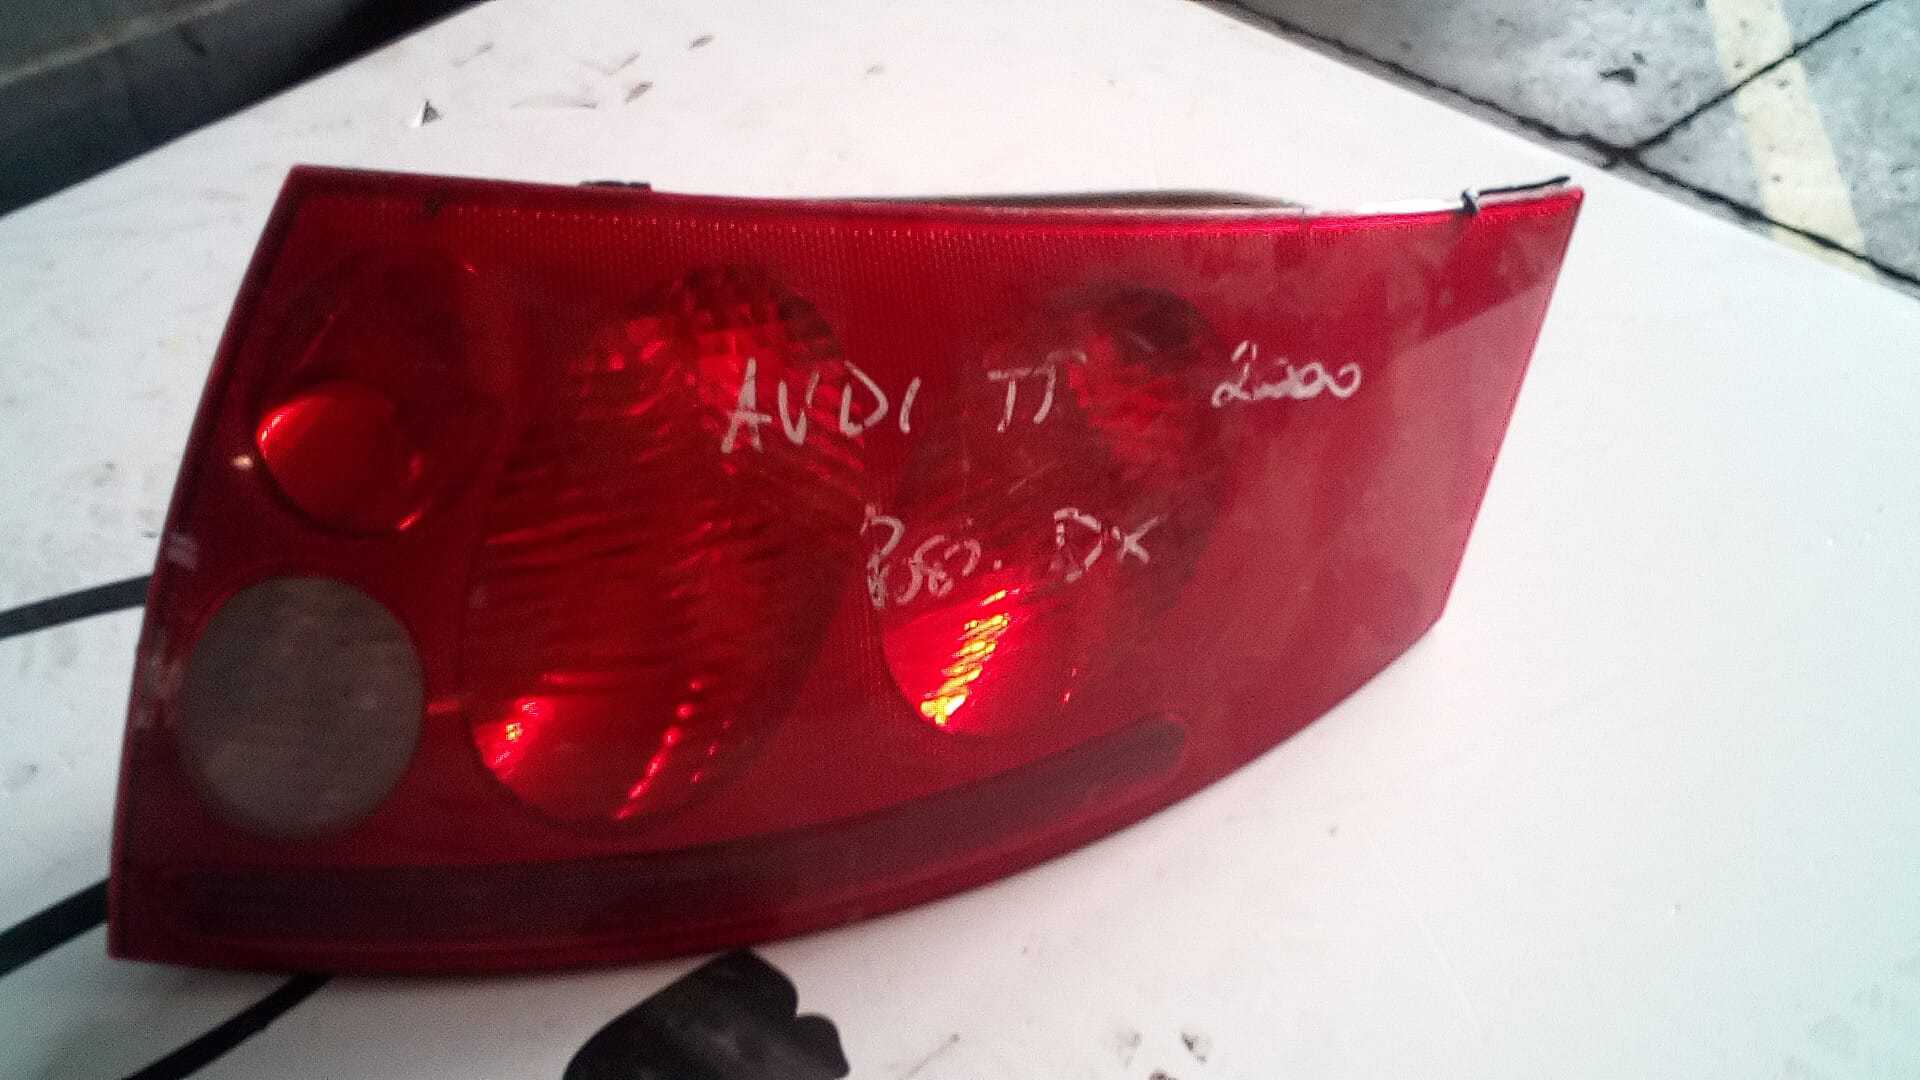 AUDI TT 2000
Post. DX